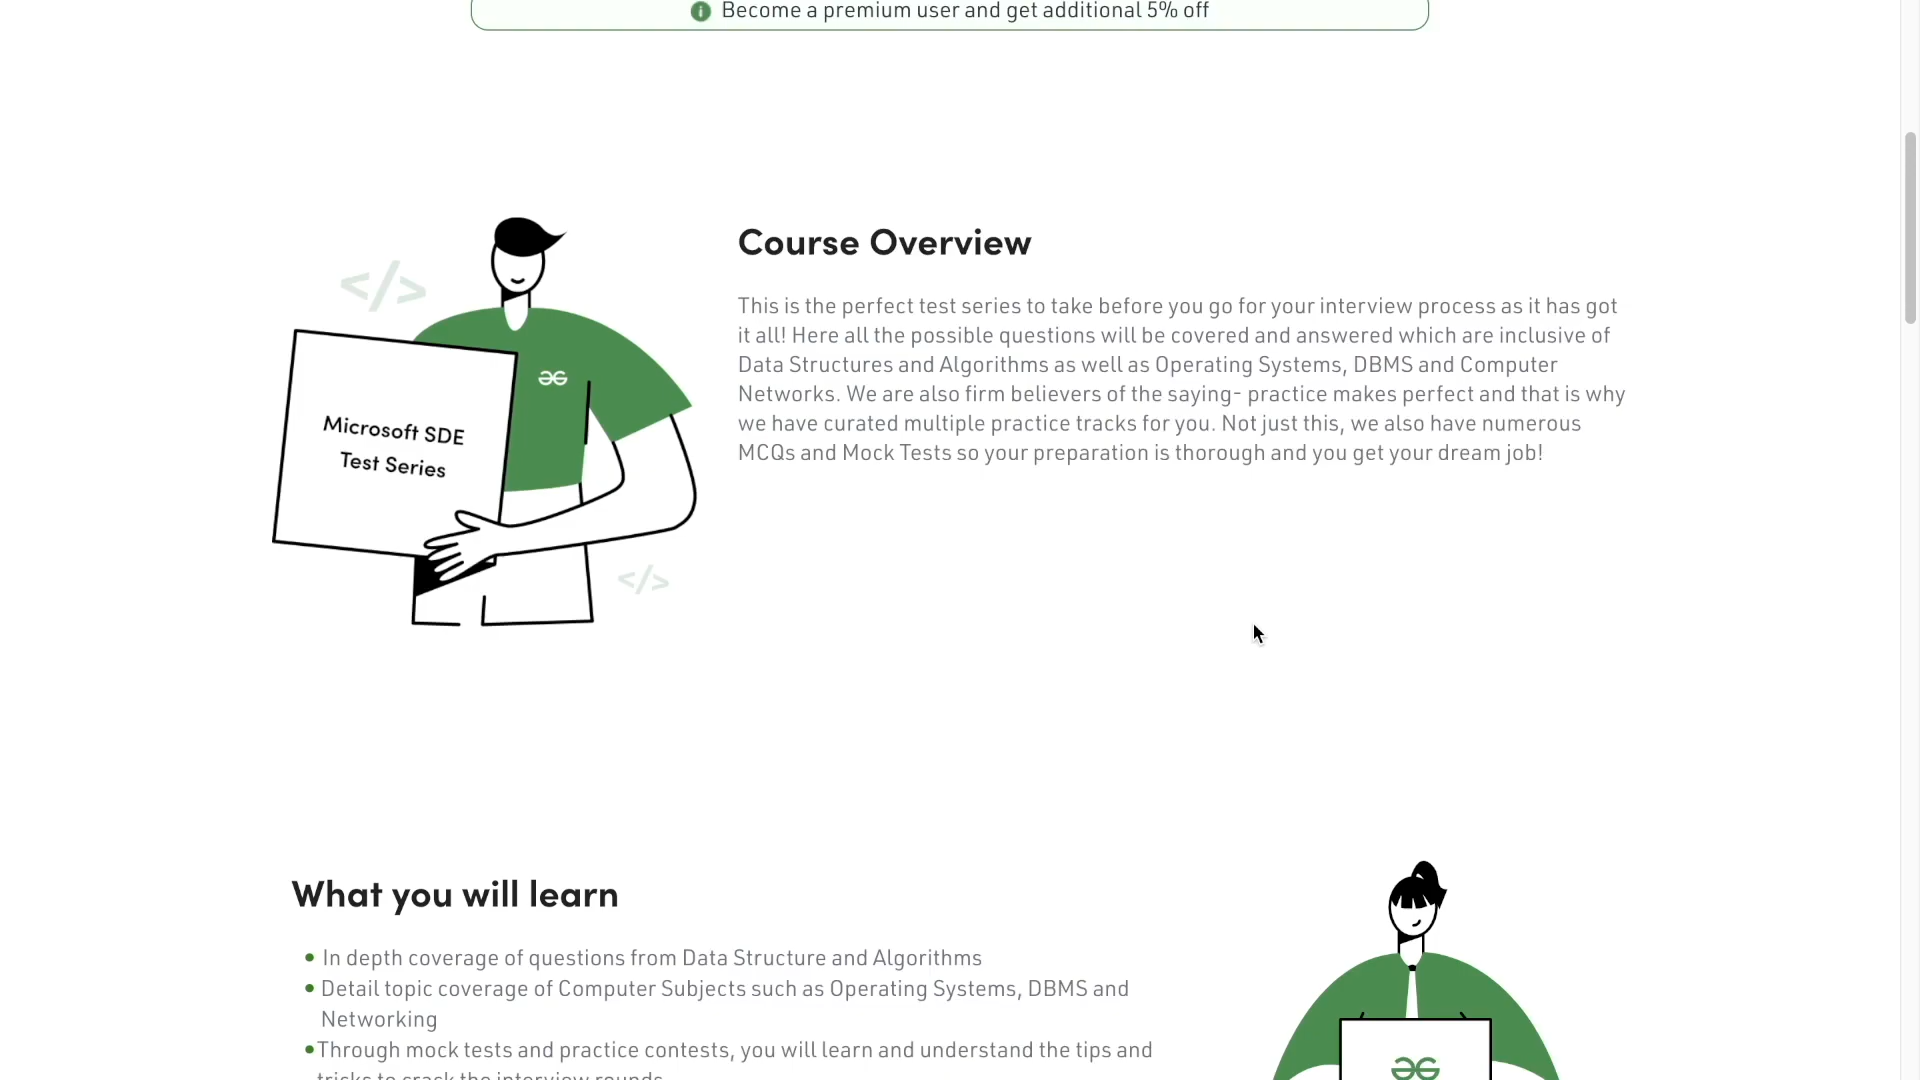 Become a premium user and get additional 5% off
Course Overview
This is the perfect test series to take before you go for your interview process as it has got
it all! Here all the possible questions will be covered and answered which are inclusive of
Data Structures and Algorithms as well as Operating Systems, DBMS and Computer
Networks. We are also firm believers of the saying- practice makes perfect and that is why
we have curated multiple practice tracks for you. Not just this, we also have numerous
MCQs and Mock Tests so your preparation is thorough and you get your dream job!
</>
Microsoft SDE
Test Series
</>
What you will learn
• In depth coverage of questions from Data Structure and Algorithms
• Detail topic coverage of Computer Subjects such as Operating Systems, DBMS and
Networking
• Through mock tests and practice contests, you will learn and understand the tips and
tricks to crack the interview rounds